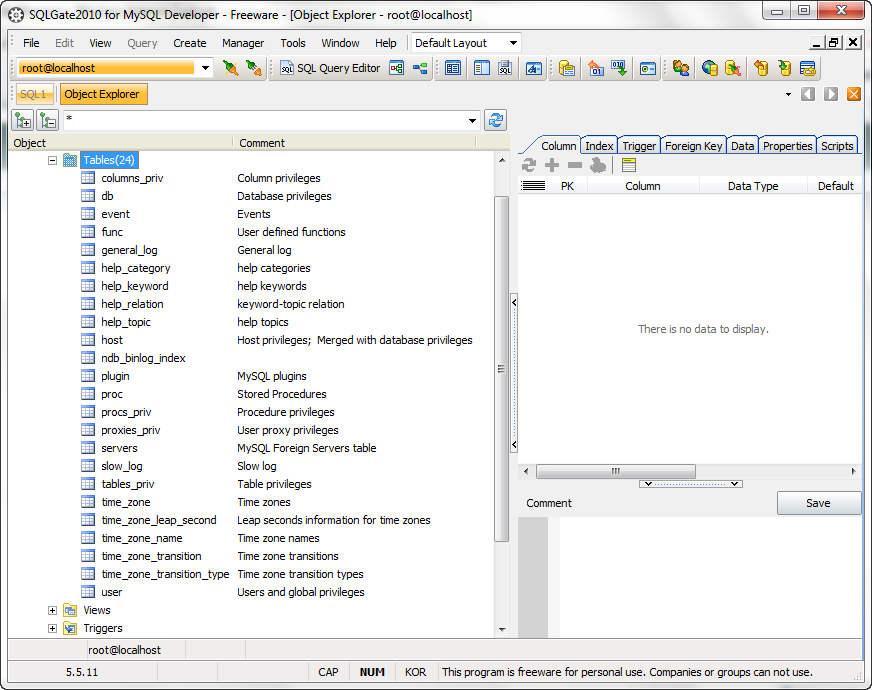 SQLGate2010 for MySQL Developer - Freeware - [Object Explorer - root@localhost]
File Edit View Query Create Manager Tools Window Help Default Layout
root@localhost SQL Query Editor
SQL1 Object Explorer
*
Object Comment
Tables(24)
columns_priv Column privileges
db Database privileges
event Events
func User defined functions
general_log General log
help_category help categories
help_keyword help keywords
help_relation keyword-topic relation
help_topic help topics
host Host privileges; Merged with database privileges
ndb_binlog_index
plugin MySQL plugins
proc Stored Procedures
procs_priv Procedure privileges
proxies_priv User proxy privileges
servers MySQL Foreign Servers table
slow_log Slow log
tables_priv Table privileges
time_zone Time zones
time_zone_leap_second Leap seconds information for time zones
time_zone_name Time zone names
time_zone_transition Time zone transitions
time_zone_transition_type Time zone transition types
user Users and global privileges
Views
Triggers
Column Index Trigger Foreign Key Data Properties Scripts
PK Column Data Type Default
There is no data to display.
Comment Save
root@localhost
5.5.11 CAP NUM KOR This program is freeware for personal use. Companies or groups can not use.